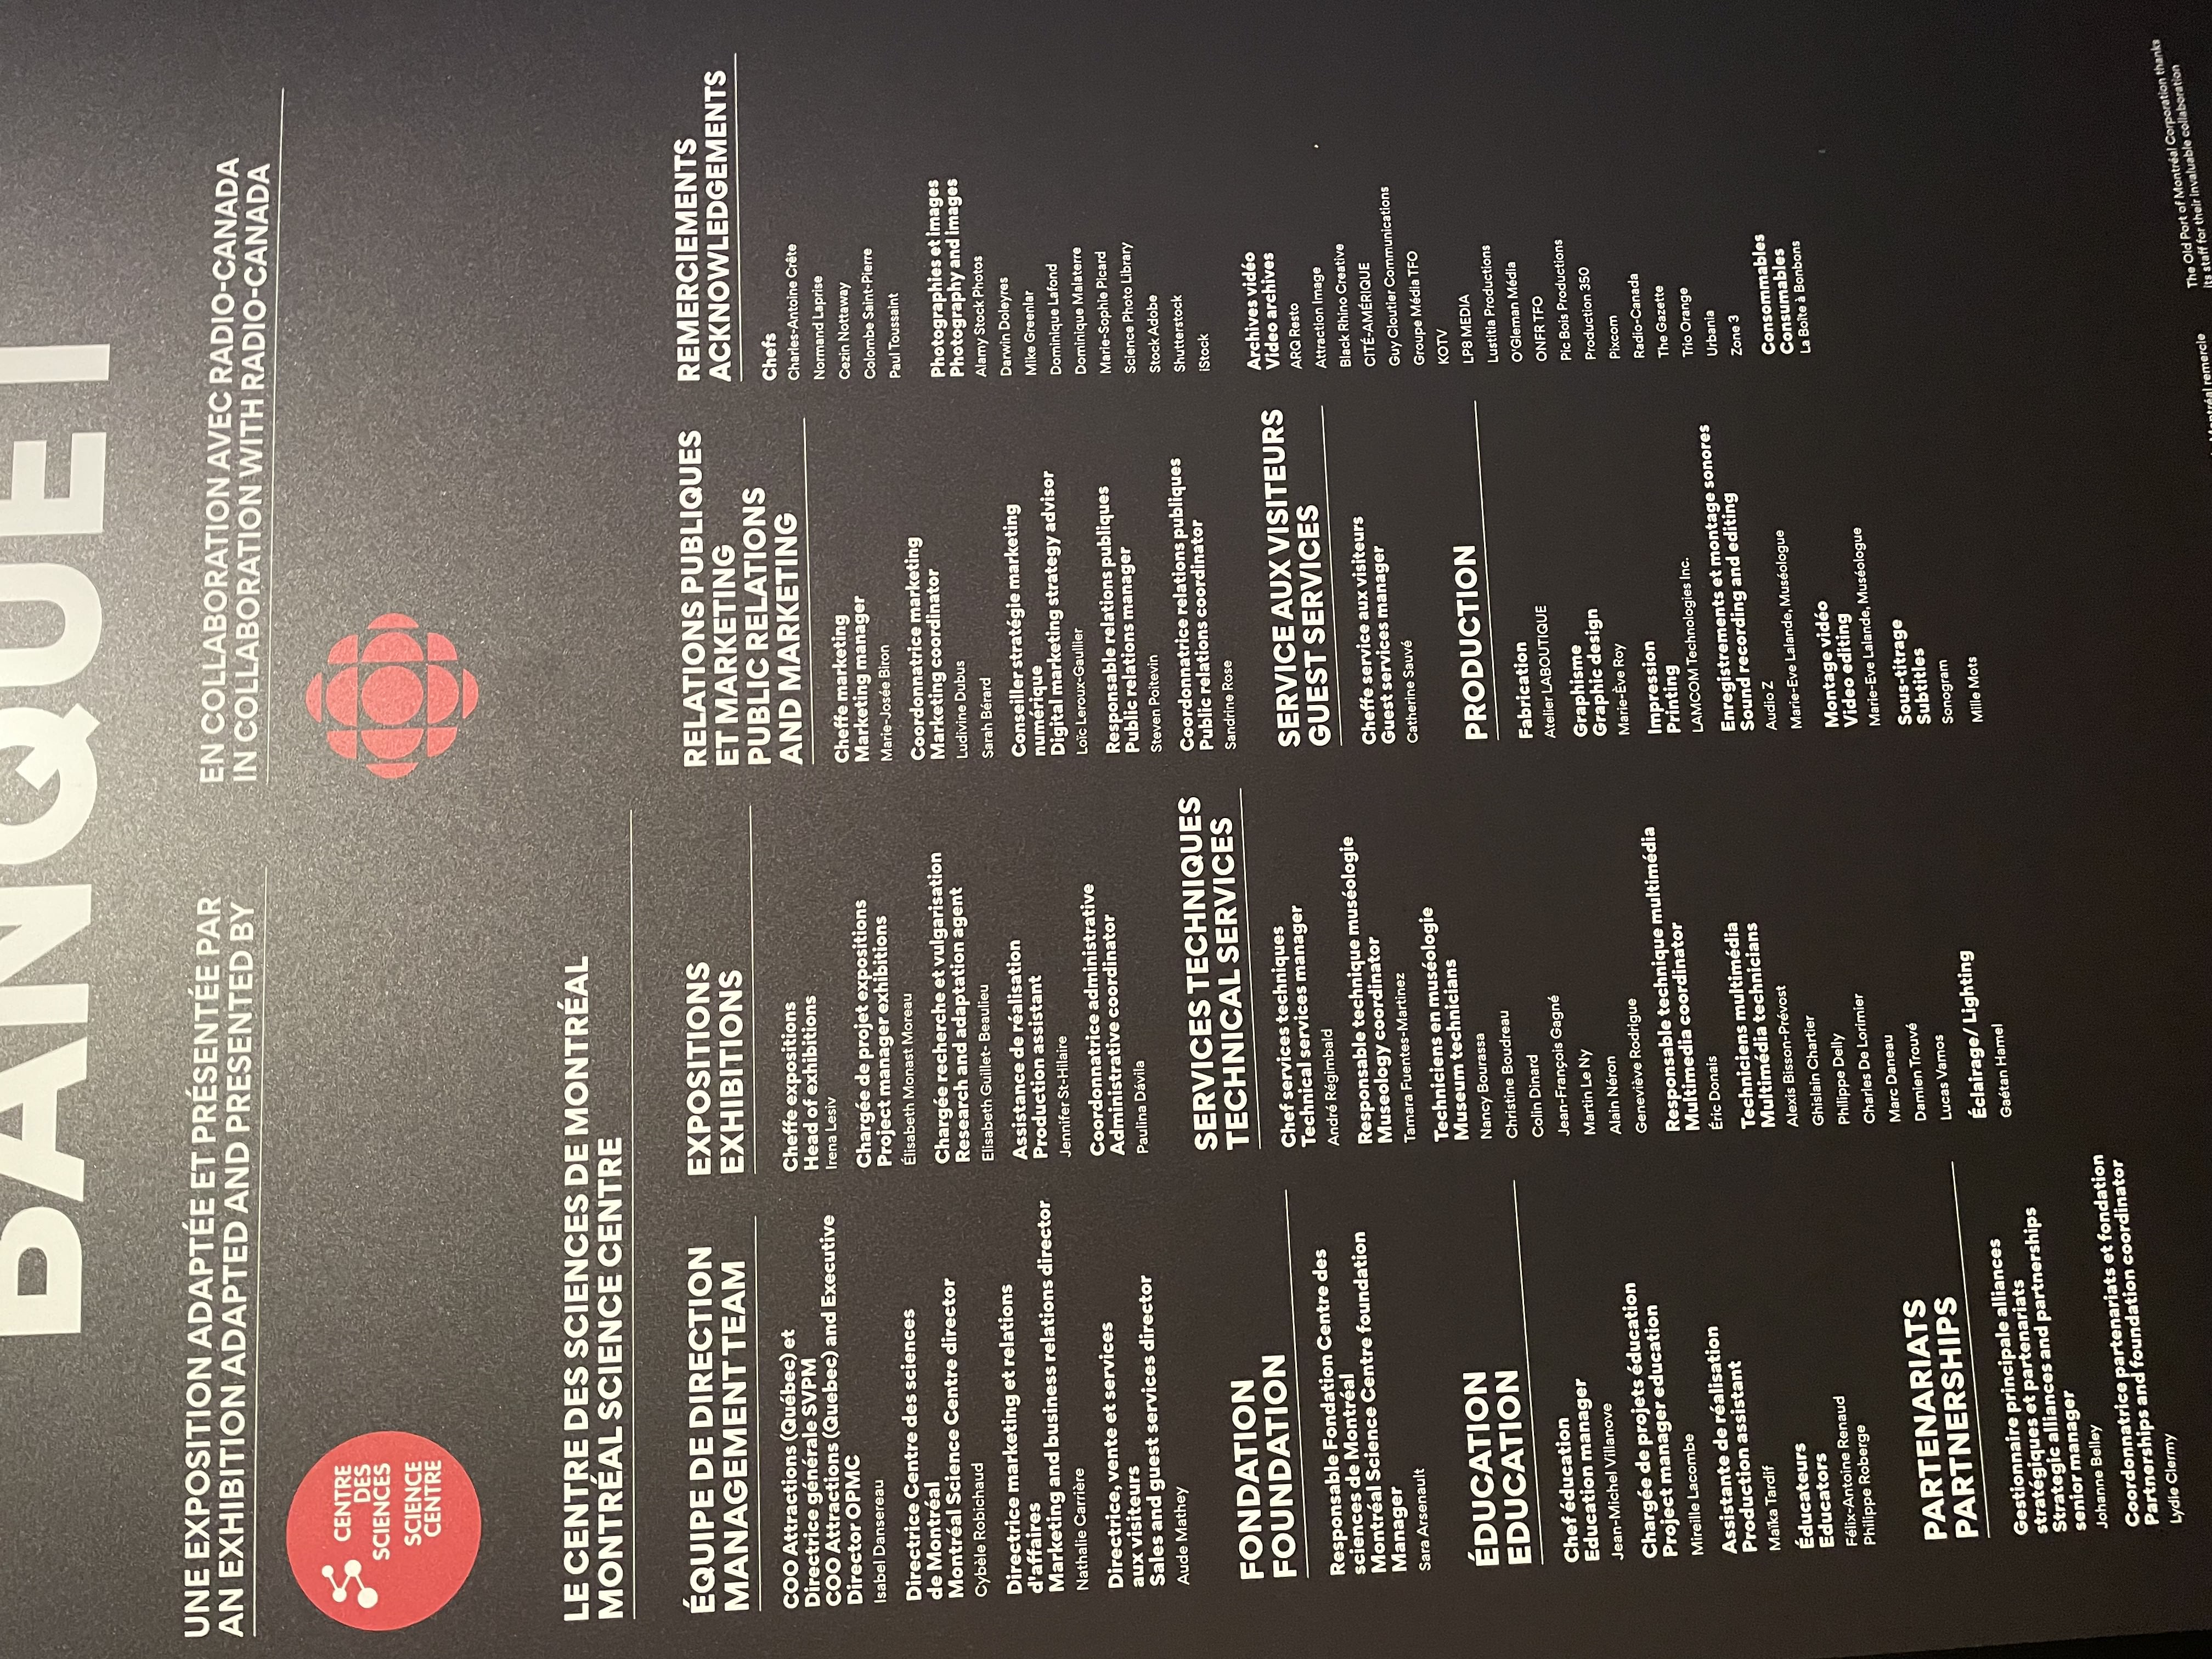 BANQUET
UNE EXPOSITION ADAPTÉE ET PRÉSENTÉE PAR
AN EXHIBITION ADAPTED AND PRESENTED BY
CENTRE
DES
SCIENCES
SCIENCE
CENTRE
EN COLLABORATION AVEC RADIO-CANADA
IN COLLABORATION WITH RADIO-CANADA
LE CENTRE DES SCIENCES DE MONTRÉAL
MONTRÉAL SCIENCE CENTRE
ÉQUIPE DE DIRECTION
MANAGEMENT TEAM
COO Attractions (Québec) et
Directrice générale SVPM
COO Attractions (Quebec) and Executive
Director OPMC
Isabel Dansereau
Directrice Centre des sciences
de Montréal
Montréal Science Centre director
Cybèle Robichaud
Directrice marketing et relations
d'affaires
Marketing and business relations director
Nathalie Carrière
Directrice, vente et services
aux visiteurs
Sales and guest services director
Aude Mathey
FONDATION
FOUNDATION
Responsable Fondation Centre des
sciences de Montréal
Montréal Science Centre foundation
Manager
Sara Arsenault
ÉDUCATION
EDUCATION
Chef éducation
Education manager
Jean-Michel Villanove
Chargée de projets éducation
Project manager education
Mireille Lacombe
Assistante de réalisation
Production assistant
Maïka Tardif
Éducateurs
Educators
Félix-Antoine Renaud
Philippe Roberge
PARTENARIATS
PARTNERSHIPS
Gestionnaire principale alliances
stratégiques et partenariats
Strategic alliances and partnerships
senior manager
Johanne Belley
Coordonnatrice partenariats et fondation
Partnerships and foundation coordinator
Lydie Clermy
EXPOSITIONS
EXHIBITIONS
Cheffe expositions
Head of exhibitions
Irena Lesiv
Chargée de projet expositions
Project manager exhibitions
Élisabeth Monast Moreau
Chargée recherche et vulgarisation
Research and adaptation agent
Elisabeth Guillet- Beaulieu
Assistance de réalisation
Production assistant
Jennifer St-Hilaire
Coordonnatrice administrative
Administrative coordinator
Paulina Dávila
SERVICES TECHNIQUES
TECHNICAL SERVICES
Chef services techniques
Technical services manager
André Régimbald
Responsable technique muséologie
Museology coordinator
Tamara Fuentes-Martinez
Techniciens en muséologie
Museum technicians
Nancy Bourassa
Christine Boudreau
Colin Dinard
Jean-François Gagné
Martin Le Ny
Alain Néron
Geneviève Rodrigue
Responsable technique multimédia
Multimedia coordinator
Éric Donais
Techniciens multimédia
Multimédia technicians
Alexis Bisson-Prévost
Ghislain Chartier
Philippe Delly
Charles De Lorimier
Marc Daneau
Damien Trouvé
Lucas Vamos
Éclairage/ Lighting
Gaétan Hamel
RELATIONS PUBLIQUES
ET MARKETING
PUBLIC RELATIONS
AND MARKETING
Cheffe marketing
Marketing manager
Marie-Josée Biron
Coordonnatrice marketing
Marketing coordinator
Ludivine Dubus
Sarah Bérard
Conseiller stratégie marketing
numérique
Digital marketing strategy advisor
Loïc Leroux-Gaullier
Responsable relations publiques
Public relations manager
Steven Poitevin
Coordonnatrice relations publiques
Public relations coordinator
Sandrine Rose
SERVICE AUX VISITEURS
GUEST SERVICES
Cheffe service aux visiteurs
Guest services manager
Catherine Sauvé
PRODUCTION
Fabrication
Atelier LABOUTIQUE
Graphisme
Graphic design
Marie-Ève Roy
Impression
Printing
LAMCOM Technologies Inc.
Enregistrements et montage sonores
Sound recording and editing
Audio Z
Marie-Eve Lalande, Muséologue
Montage vidéo
Video editing
Marie-Eve Lalande, Muséologue
Sous-titrage
Subtitles
Sonogram
Mille Mots
REMERCIEMENTS
ACKNOWLEDGEMENTS
Chefs
Charles-Antoine Crête
Normand Laprise
Cezin Nottaway
Colombe Saint-Pierre
Paul Toussaint
Photographies et images
Photography and images
Alamy Stock Photos
Darwin Doleyres
Mike Greenlar
Dominique Lafond
Dominique Malaterre
Marie-Sophie Picard
Science Photo Library
Stock Adobe
Shutterstock
iStock
Archives vidéo
Video archives
ARQ Resto
Attraction Image
Black Rhino Creative
CITÉ-AMÉRIQUE
Guy Cloutier Communications
Groupe Média TFO
KOTV
LP8 MEDIA
Lustitia Productions
O'Gleman Média
ONFR TFO
Pic Bois Productions
Production 350
Pixcom
Radio-Canada
The Gazette
Trio Orange
Urbania
Zone 3
Consommables
Consumables
La Boîte à Bonbons
Montréal remercie
The Old Port of Montréal Corporation thanks
its staff for their invaluable collaboration